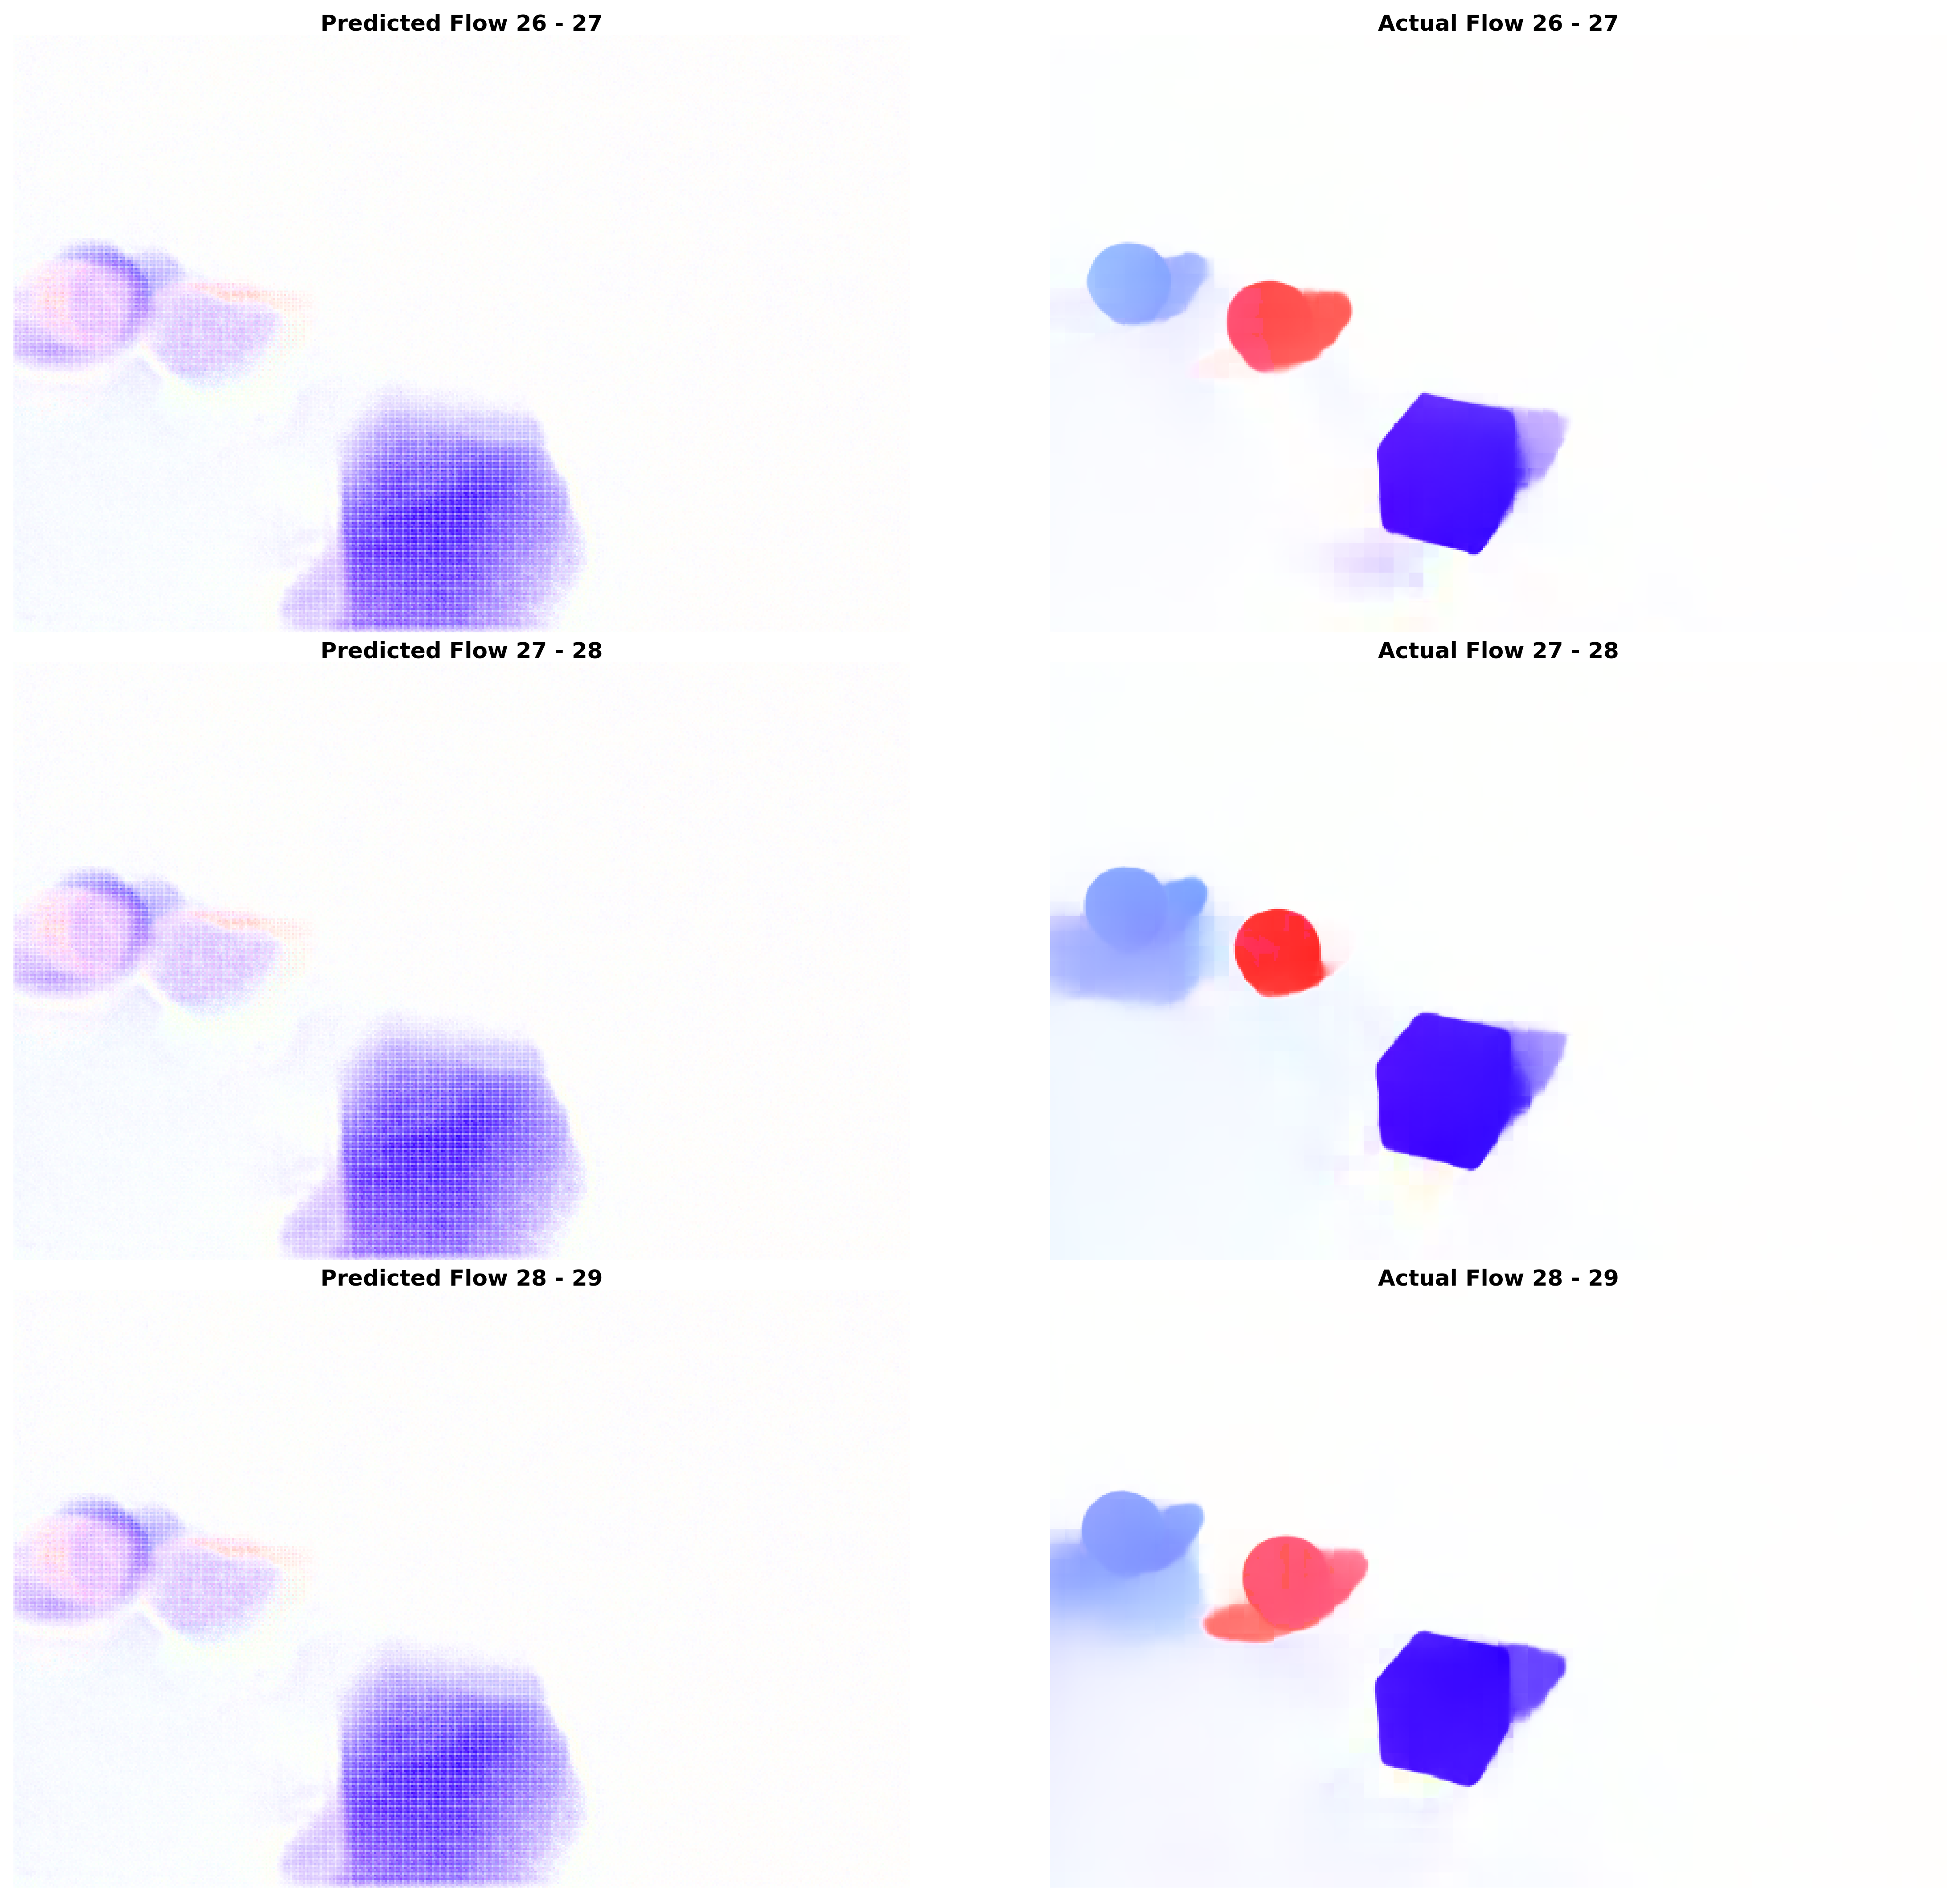 Predicted Flow 26 - 27
Actual Flow 26 - 27
Predicted Flow 27 - 28
Actual Flow 27 - 28
Predicted Flow 28 - 29
Actual Flow 28 - 29